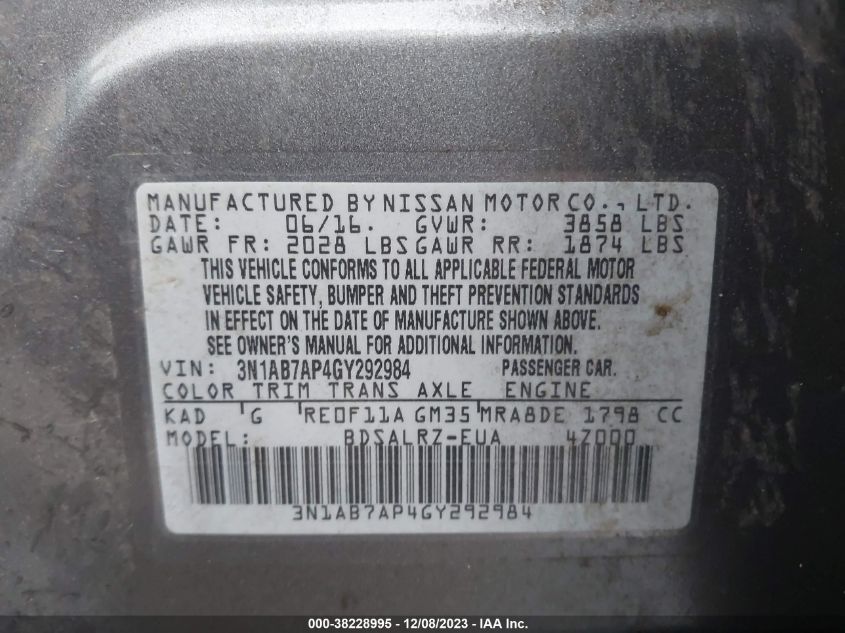 MANUFACTURED BY NISSAN MOTOR CO., LTD.
DATE: 06/16. GVWR: 3858 LBS
GAWR FR: 2028 LBS GAWR RR: 1874 LBS
THIS VEHICLE CONFORMS TO ALL APPLICABLE FEDERAL MOTOR
VEHICLE SAFETY, BUMPER AND THEFT PREVENTION STANDARDS
IN EFFECT ON THE DATE OF MANUFACTURE SHOWN ABOVE.
SEE OWNER'S MANUAL FOR ADDITIONAL INFORMATION.
VIN: 3N1AB7AP4GY292984 PASSENGER CAR.
COLOR TRIM TRANS AXLE ENGINE
KAD G RE0F11A GM35 MRA8DE 1798 CC
MODEL: BDSALRZ-EUA 4Z000
3N1AB7AP4GY292984
000-38228995 - 12/08/2023 - IAA Inc.